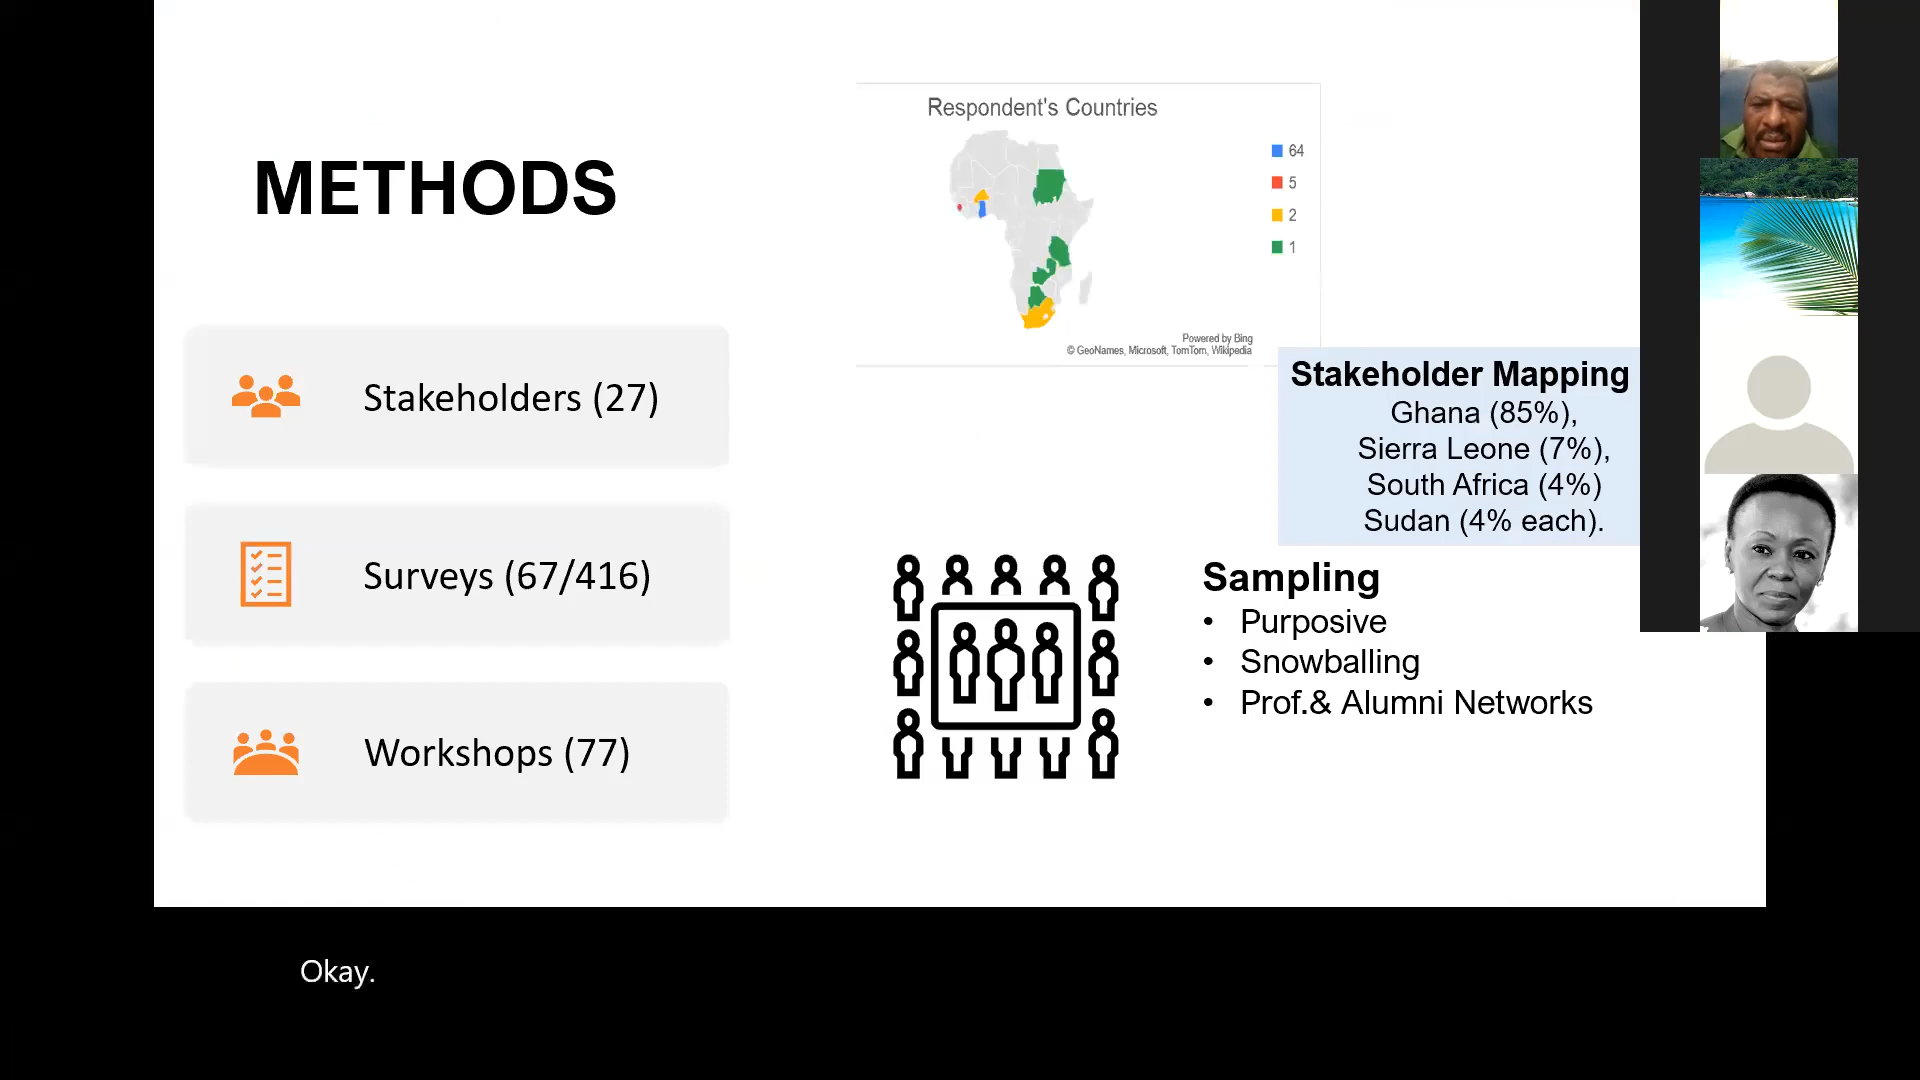 METHODS
Stakeholders (27)
Surveys (67/416)
Workshops (77)
Respondent's Countries
64
5
2
1
Powered by Bing
© GeoNames, Microsoft, TomTom, Wikipedia
Stakeholder Mapping
Ghana (85%),
Sierra Leone (7%),
South Africa (4%)
Sudan (4% each).
Sampling
• Purposive
• Snowballing
• Prof.& Alumni Networks
Okay.